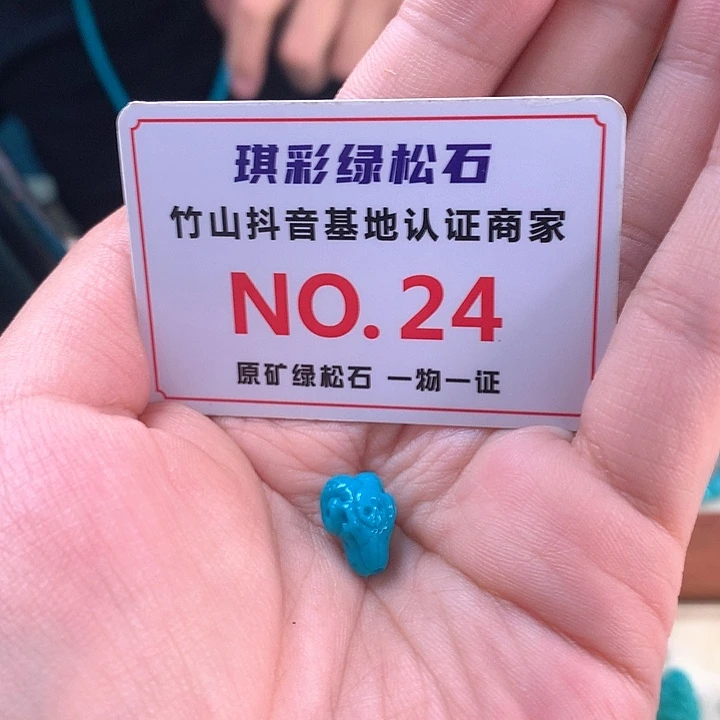 琪彩绿松石
竹山抖音基地认证商家
NO.24
原矿绿松石 一物一证